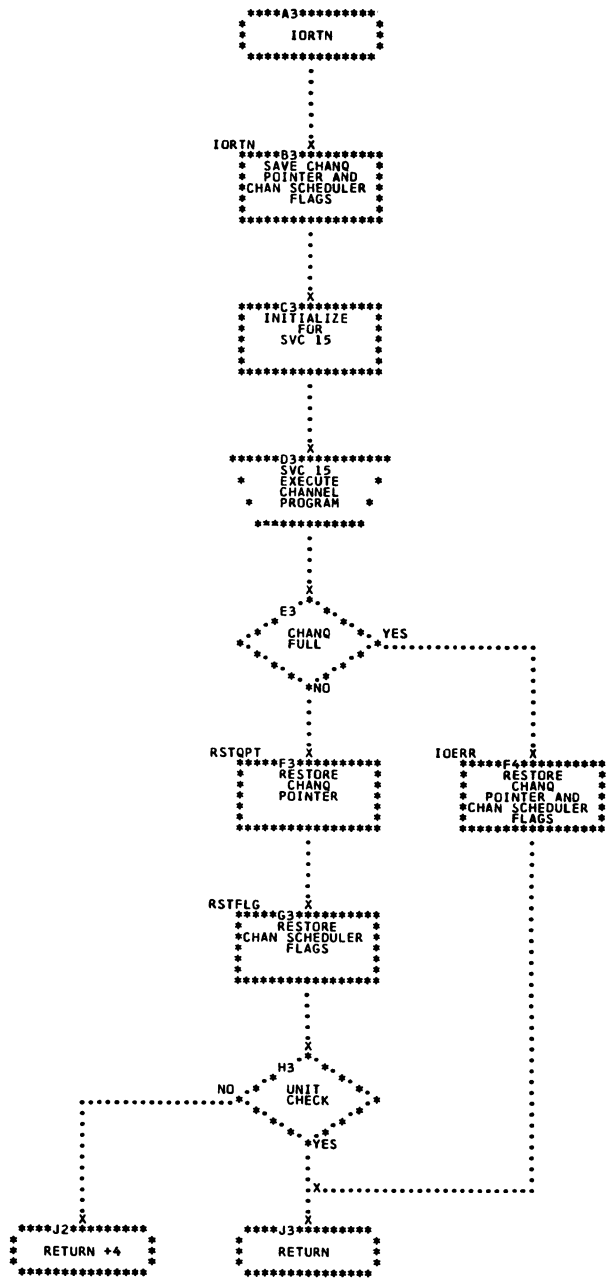 A3
IORTN
IORTN
B3
SAVE CHANQ
POINTER AND
CHAN SCHEDULER
FLAGS
C3
INITIALIZE
FOR
SVC 15
D3
SVC 15
EXECUTE
CHANNEL
PROGRAM
E3
CHANQ
FULL
YES
NO
RSTQPT
F3
RESTORE
CHANQ
POINTER
IOERR
F4
RESTORE
CHANQ
POINTER AND
CHAN SCHEDULER
FLAGS
RSTFLG
G3
RESTORE
CHAN SCHEDULER
FLAGS
H3
UNIT
CHECK
NO
YES
J2
RETURN +4
J3
RETURN